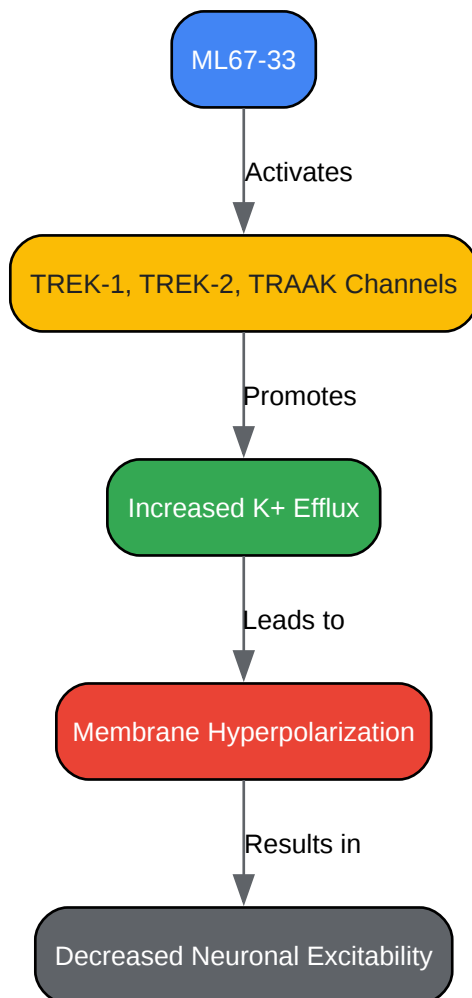 ML67-33
Activates
TREK-1, TREK-2, TRAAK Channels
Promotes
Increased K+ Efflux
Leads to
Membrane Hyperpolarization
Results in
Decreased Neuronal Excitability